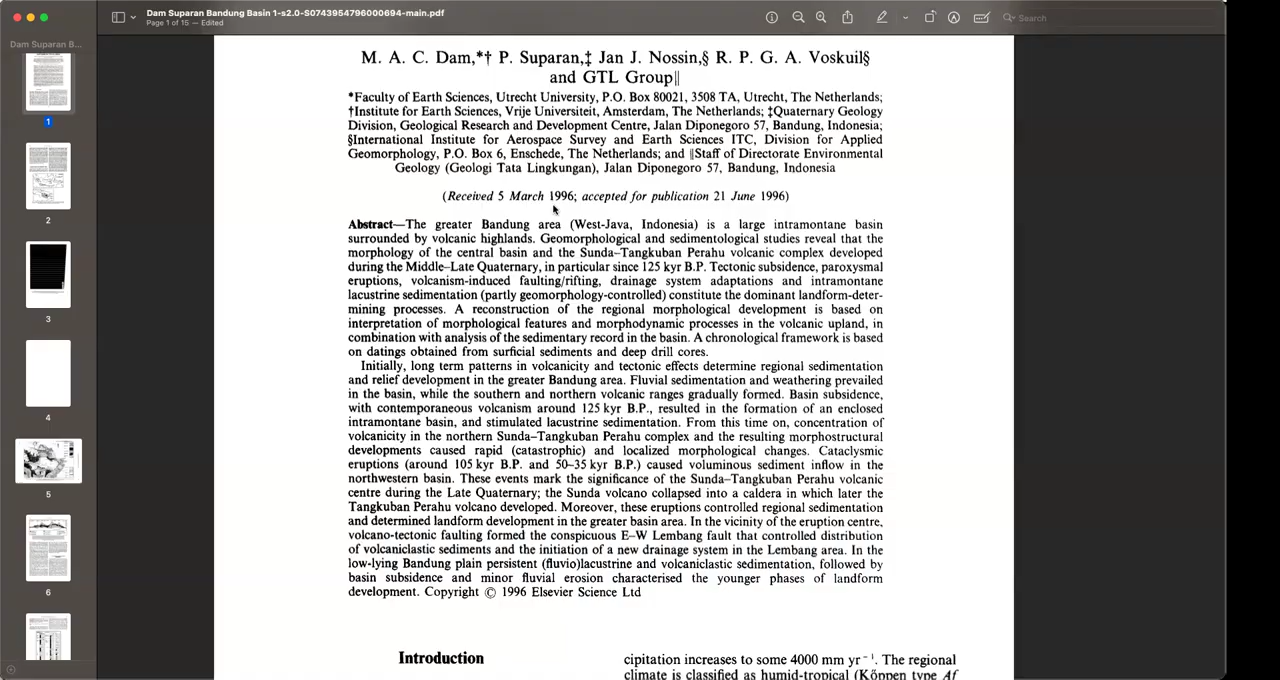 Dam Suparan Bandung Basin 1-s2.0-S0743954796000694-main.pdf
Page 1 of 15 — Edited
Search
Dam Suparan B...
1
2
3
4
5
6
M. A. C. Dam,*† P. Suparan,‡ Jan J. Nossin,§ R. P. G. A. Voskuil§
and GTL Group‖
*Faculty of Earth Sciences, Utrecht University, P.O. Box 80021, 3508 TA, Utrecht, The Netherlands;
†Institute for Earth Sciences, Vrije Universiteit, Amsterdam, The Netherlands; ‡Quaternary Geology
Division, Geological Research and Development Centre, Jalan Diponegoro 57, Bandung, Indonesia;
§International Institute for Aerospace Survey and Earth Sciences ITC, Division for Applied
Geomorphology, P.O. Box 6, Enschede, The Netherlands; and ‖Staff of Directorate Environmental
Geology (Geologi Tata Lingkungan), Jalan Diponegoro 57, Bandung, Indonesia
(Received 5 March 1996; accepted for publication 21 June 1996)
Abstract—The greater Bandung area (West-Java, Indonesia) is a large intramontane basin
surrounded by volcanic highlands. Geomorphological and sedimentological studies reveal that the
morphology of the central basin and the Sunda–Tangkuban Perahu volcanic complex developed
during the Middle–Late Quaternary, in particular since 125 kyr B.P. Tectonic subsidence, paroxysmal
eruptions, volcanism-induced faulting/rifting, drainage system adaptations and intramontane
lacustrine sedimentation (partly geomorphology-controlled) constitute the dominant landform-deter-
mining processes. A reconstruction of the regional morphological development is based on
interpretation of morphological features and morphodynamic processes in the volcanic upland, in
combination with analysis of the sedimentary record in the basin. A chronological framework is based
on datings obtained from surficial sediments and deep drill cores.
Initially, long term patterns in volcanicity and tectonic effects determine regional sedimentation
and relief development in the greater Bandung area. Fluvial sedimentation and weathering prevailed
in the basin, while the southern and northern volcanic ranges gradually formed. Basin subsidence,
with contemporaneous volcanism around 125 kyr B.P., resulted in the formation of an enclosed
intramontane basin, and stimulated lacustrine sedimentation. From this time on, concentration of
volcanicity in the northern Sunda–Tangkuban Perahu complex and the resulting morphostructural
developments caused rapid (catastrophic) and localized morphological changes. Cataclysmic
eruptions (around 105 kyr B.P. and 50–35 kyr B.P.) caused voluminous sediment inflow in the
northwestern basin. These events mark the significance of the Sunda–Tangkuban Perahu volcanic
centre during the Late Quaternary; the Sunda volcano collapsed into a caldera in which later the
Tangkuban Perahu volcano developed. Moreover, these eruptions controlled regional sedimentation
and determined landform development in the greater basin area. In the vicinity of the eruption centre,
volcano-tectonic faulting formed the conspicuous E–W Lembang fault that controlled distribution
of volcaniclastic sediments and the initiation of a new drainage system in the Lembang area. In the
low-lying Bandung plain persistent (fluvio)lacustrine and volcaniclastic sedimentation, followed by
basin subsidence and minor fluvial erosion characterised the younger phases of landform
development. Copyright © 1996 Elsevier Science Ltd
Introduction
cipitation increases to some 4000 mm yr⁻¹. The regional
climate is classified as humid-tropical (Köppen type Af